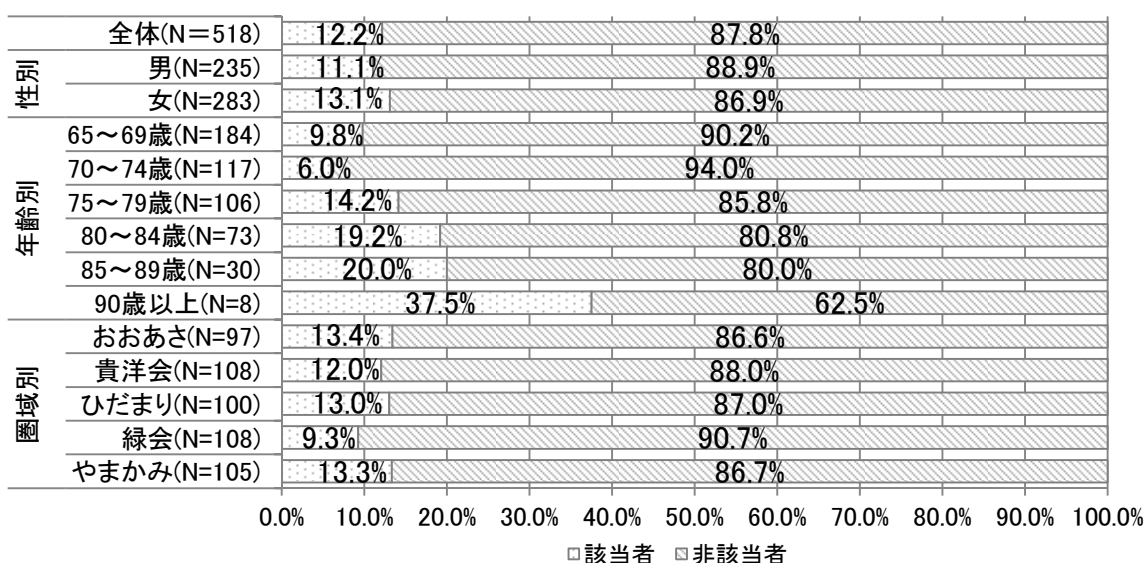 全体(N＝518) 12.2% 87.8%
性別
男(N=235) 11.1% 88.9%
女(N=283) 13.1% 86.9%
年齢別
65～69歳(N=184) 9.8% 90.2%
70～74歳(N=117) 6.0% 94.0%
75～79歳(N=106) 14.2% 85.8%
80～84歳(N=73) 19.2% 80.8%
85～89歳(N=30) 20.0% 80.0%
90歳以上(N=8) 37.5% 62.5%
圏域別
おおあさ(N=97) 13.4% 86.6%
貴洋会(N=108) 12.0% 88.0%
ひだまり(N=100) 13.0% 87.0%
緑会(N=108) 9.3% 90.7%
やまかみ(N=105) 13.3% 86.7%
0.0% 10.0% 20.0% 30.0% 40.0% 50.0% 60.0% 70.0% 80.0% 90.0% 100.0%
該当者 非該当者